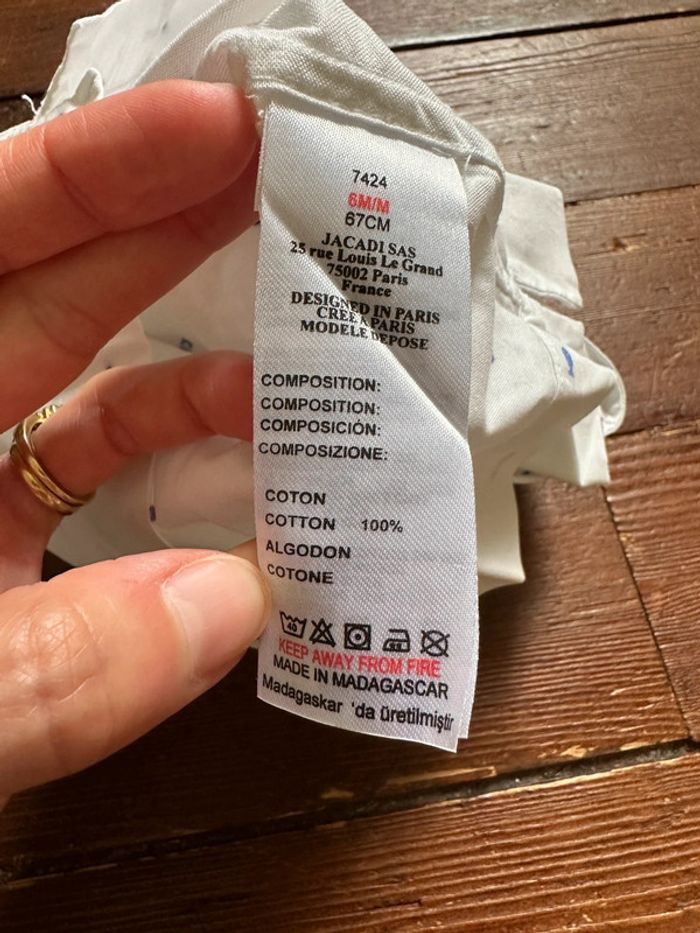 7424
6M/M
67CM
JACADI SAS
25 rue Louis Le Grand
75002 Paris
France
DESIGNED IN PARIS
CREE A PARIS
MODELE DEPOSE
COMPOSITION:
COMPOSITION:
COMPOSICIÓN:
COMPOSIZIONE:
COTON
COTTON 100%
ALGODON
COTONE
40
KEEP AWAY FROM FIRE
MADE IN MADAGASCAR
Madagaskar 'da üretilmiştir